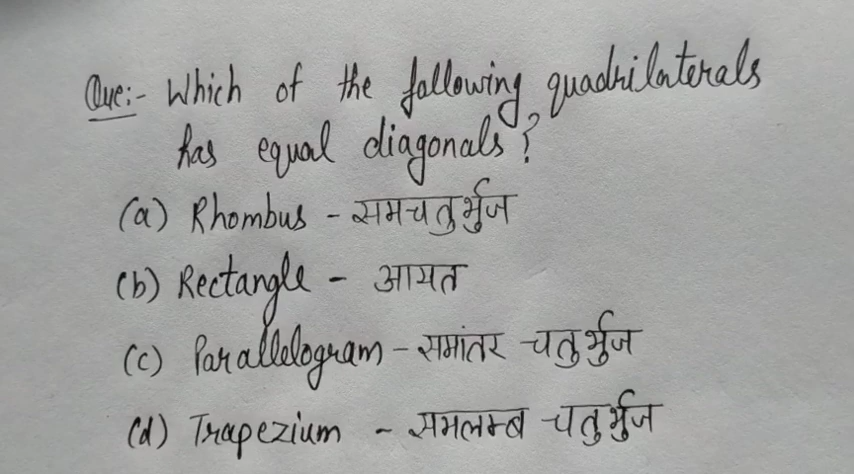 Que:- Which of the following quadrilaterals
has equal diagonals?
(a) Rhombus - समचतुर्भुज
(b) Rectangle - आयत
(c) Parallelogram - समांतर चतुर्भुज
(d) Trapezium - समलम्ब चतुर्भुज